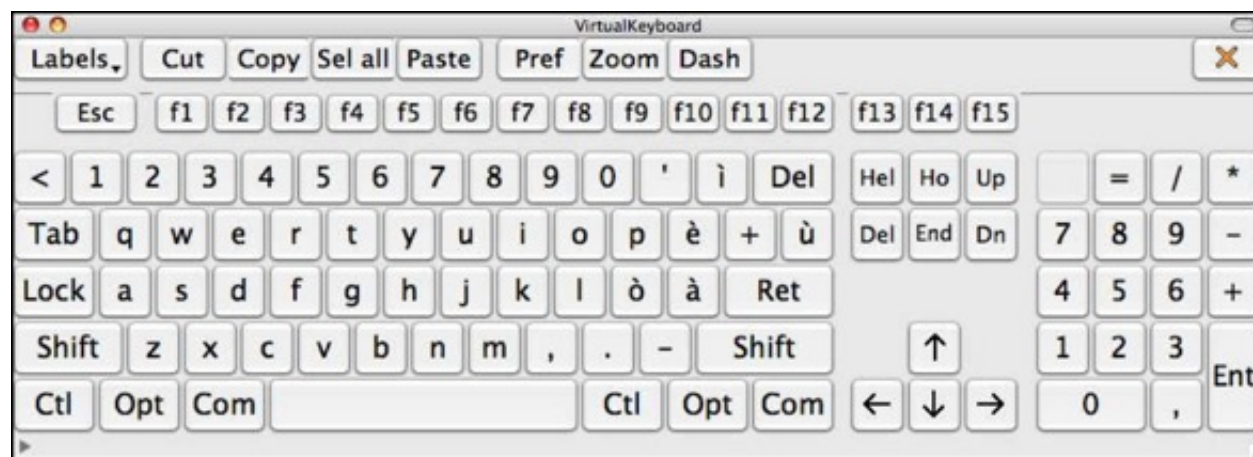 VirtualKeyboard
Labels Cut Copy Sel all Paste Pref Zoom Dash
Esc f1 f2 f3 f4 f5 f6 f7 f8 f9 f10 f11 f12 f13 f14 f15
< 1 2 3 4 5 6 7 8 9 0 ' ì Del Hel Ho Up = / *
Tab q w e r t y u i o p è + ù Del End Dn 7 8 9 -
Lock a s d f g h j k l ò à Ret 4 5 6 +
Shift z x c v b n m , . - Shift ↑ 1 2 3
Ctl Opt Com Ctl Opt Com ← ↓ → 0 , Ent